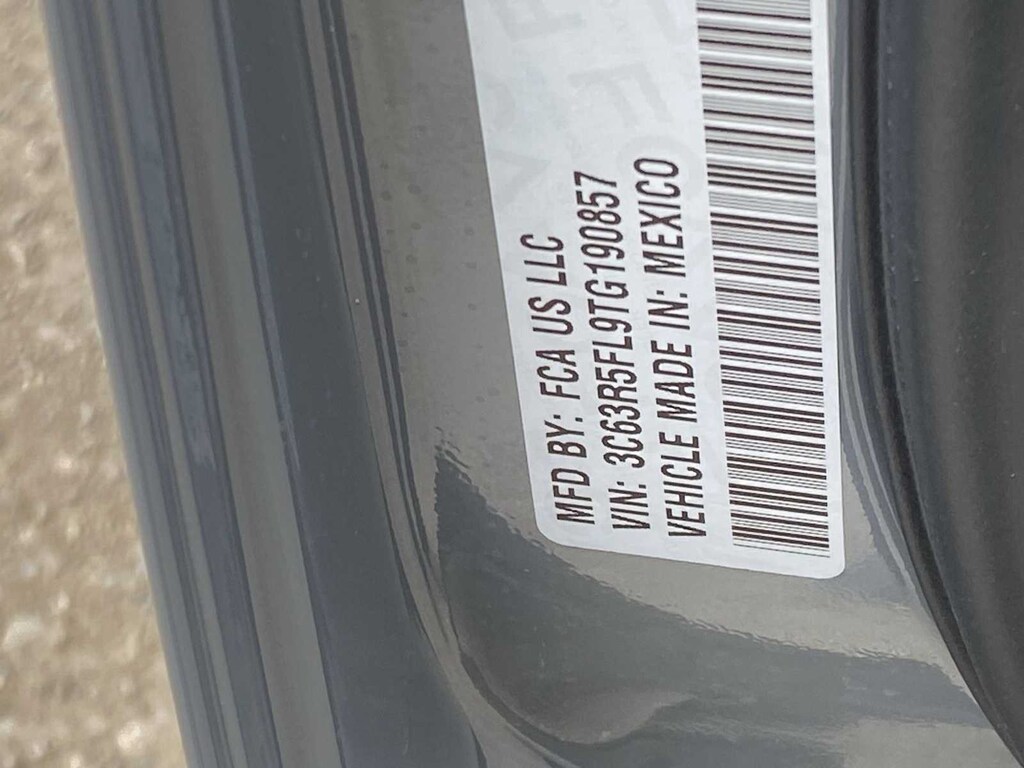 MFD BY: FCA US LLC
VIN: 3C63R5FL9TG190857
VEHICLE MADE IN: MEXICO